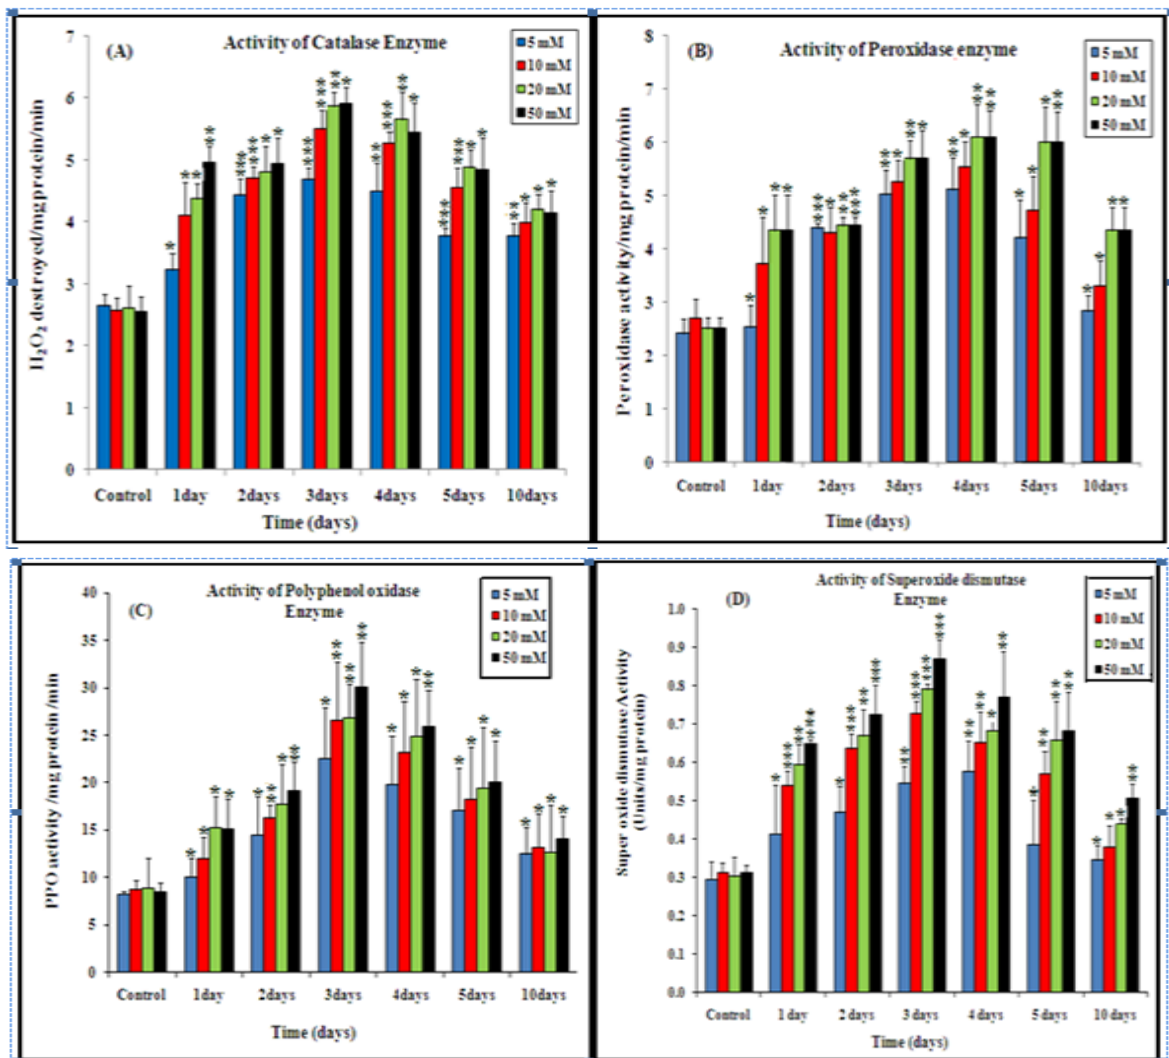 (A)
Activity of Catalase Enzyme
5 mM
10 mM
20 mM
50 mM
7
6
5
4
3
2
1
0
H₂O₂ destroyed/mgprotein/min
Control 1day 2days 3days 4days 5days 10days
Time (days)
(B)
Activity of Peroxidase enzyme
5 mM
10 mM
20 mM
50 mM
8
7
6
5
4
3
2
1
0
Peroxidase activity/mg protein/min
Control 1day 2days 3days 4days 5days 10days
Time (days)
(C)
Activity of Polyphenol oxidase
Enzyme
5 mM
10 mM
20 mM
50 mM
40
35
30
25
20
15
10
5
0
PPO activity /mg protein /min
Control 1day 2days 3days 4days 5days 10days
Time (days)
(D)
Activity of Superoxide dismutase
Enzyme
5 mM
10 mM
20 mM
50 mM
1.0
0.9
0.8
0.7
0.6
0.5
0.4
0.3
0.2
0.1
0.0
Super oxide dismutase Activity
(Units/mg protein)
Control 1 day 2 days 3 days 4 days 5 days 10 days
Time (days)